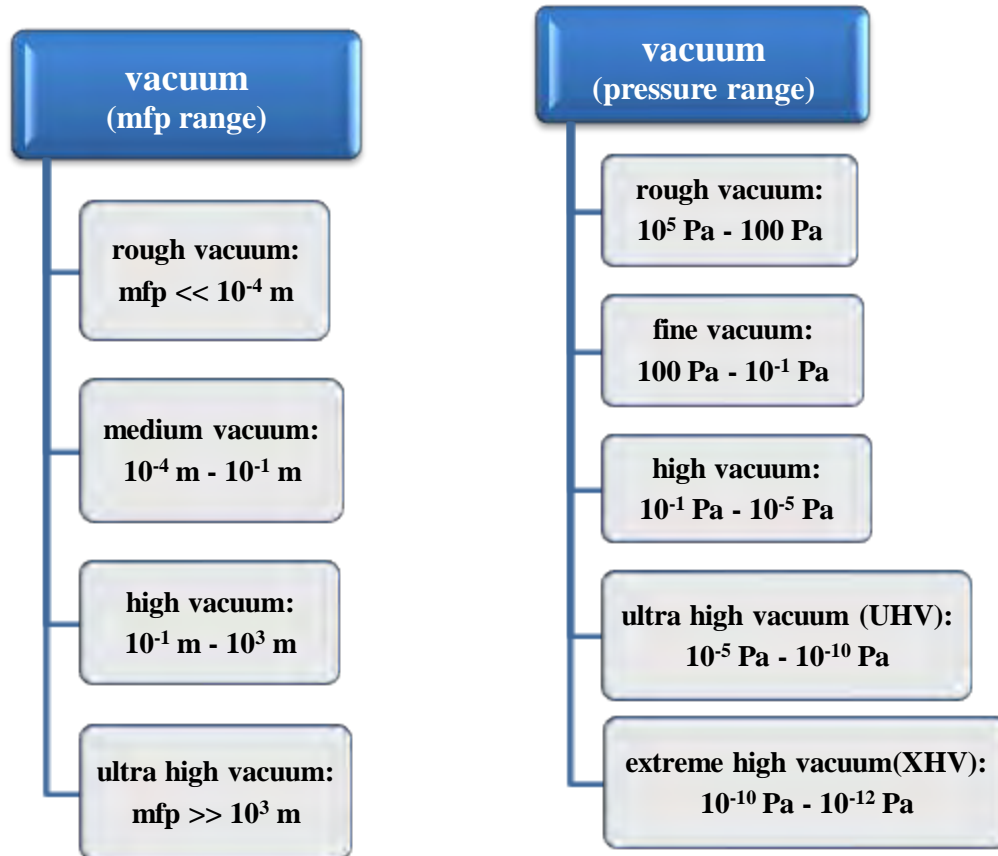 vacuum
(mfp range)
rough vacuum:
mfp << 10⁻⁴ m
medium vacuum:
10⁻⁴ m - 10⁻¹ m
high vacuum:
10⁻¹ m - 10³ m
ultra high vacuum:
mfp >> 10³ m
vacuum
(pressure range)
rough vacuum:
10⁵ Pa - 100 Pa
fine vacuum:
100 Pa - 10⁻¹ Pa
high vacuum:
10⁻¹ Pa - 10⁻⁵ Pa
ultra high vacuum (UHV):
10⁻⁵ Pa - 10⁻¹⁰ Pa
extreme high vacuum(XHV):
10⁻¹⁰ Pa - 10⁻¹² Pa